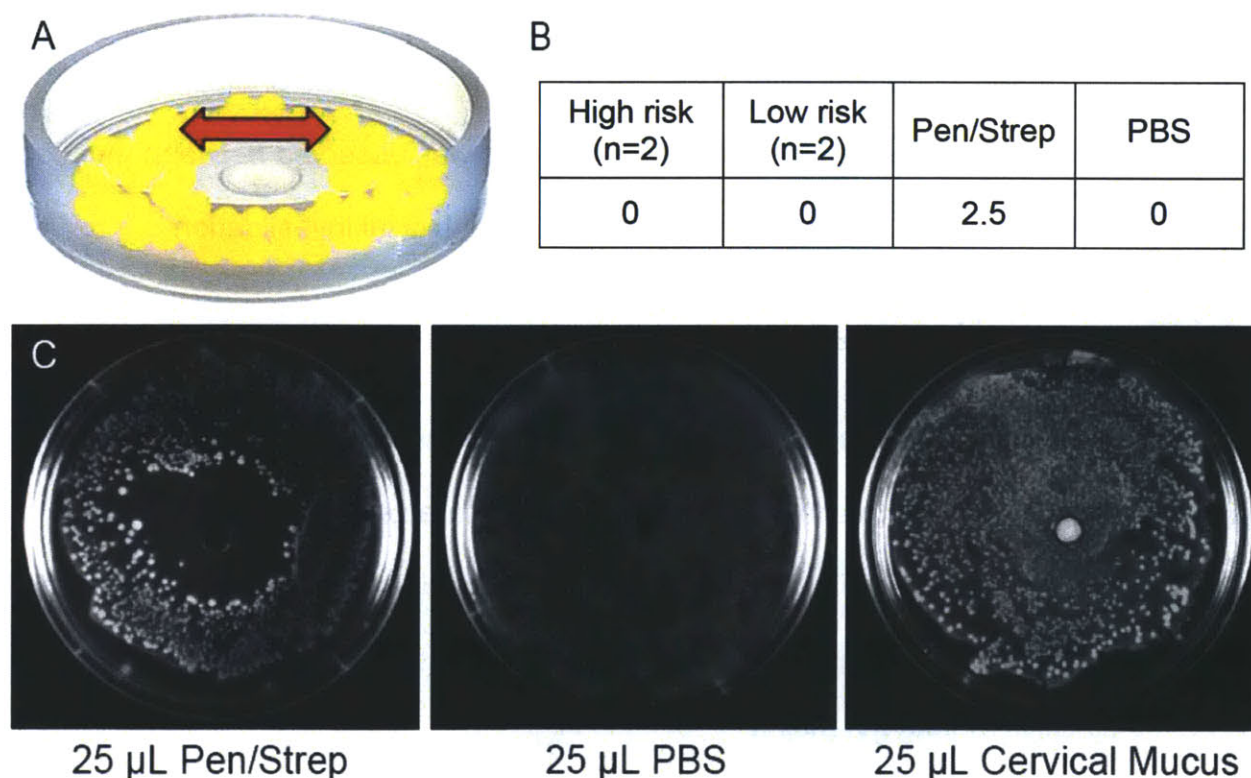 A
B
High risk (n=2) Low risk (n=2) Pen/Strep PBS
0 0 2.5 0
C
25 µL Pen/Strep 25 µL PBS 25 µL Cervical Mucus